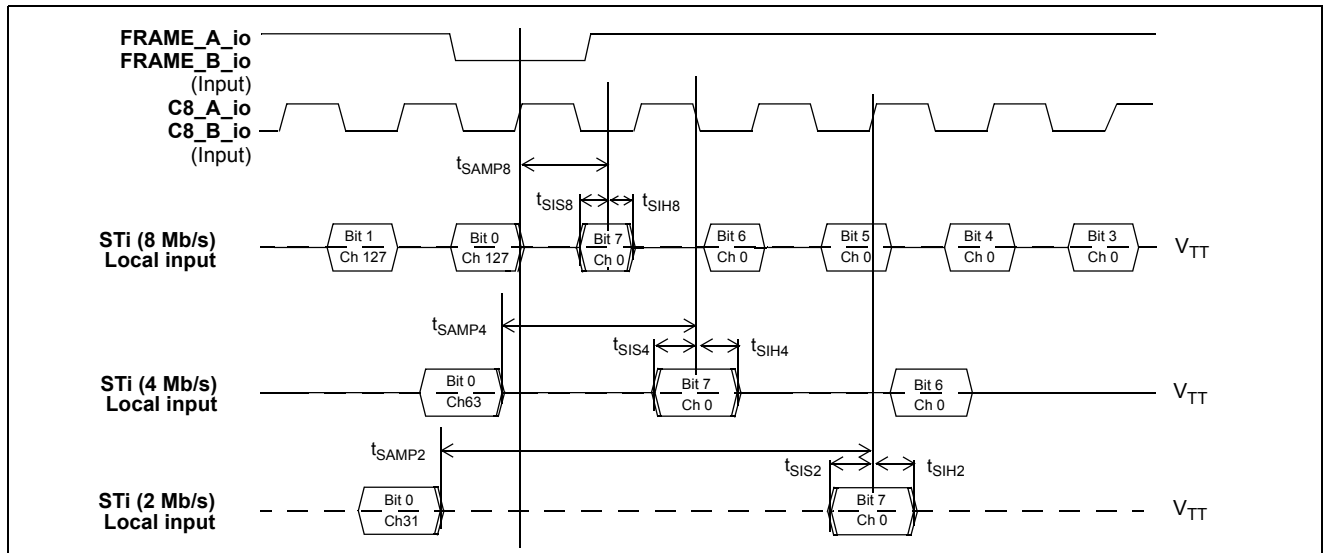 FRAME_A_io
FRAME_B_io
(Input)
C8_A_io
C8_B_io
(Input)
tSAMP8
tSIS8
tSIH8
STi (8 Mb/s)
Local input
Bit 1
Ch 127
Bit 0
Ch 127
Bit 7
Ch 0
Bit 6
Ch 0
Bit 5
Ch 0
Bit 4
Ch 0
Bit 3
Ch 0
VTT
tSAMP4
tSIS4
tSIH4
STi (4 Mb/s)
Local input
Bit 0
Ch63
Bit 7
Ch 0
Bit 6
Ch 0
VTT
tSAMP2
tSIS2
tSIH2
STi (2 Mb/s)
Local input
Bit 0
Ch31
Bit 7
Ch 0
VTT